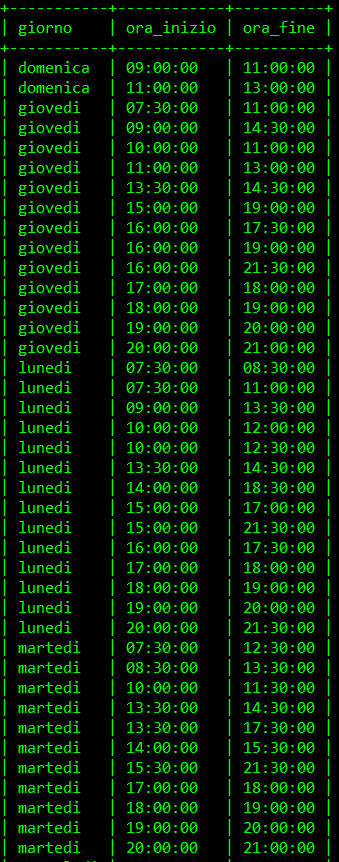 +------------+------------+----------+
| giorno     | ora_inizio | ora_fine |
+------------+------------+----------+
| domenica   | 09:00:00   | 11:00:00 |
| domenica   | 11:00:00   | 13:00:00 |
| giovedi    | 07:30:00   | 11:00:00 |
| giovedi    | 09:00:00   | 14:30:00 |
| giovedi    | 10:00:00   | 11:00:00 |
| giovedi    | 11:00:00   | 13:00:00 |
| giovedi    | 13:30:00   | 14:30:00 |
| giovedi    | 15:00:00   | 19:00:00 |
| giovedi    | 16:00:00   | 17:30:00 |
| giovedi    | 16:00:00   | 19:00:00 |
| giovedi    | 16:00:00   | 21:30:00 |
| giovedi    | 17:00:00   | 18:00:00 |
| giovedi    | 18:00:00   | 19:00:00 |
| giovedi    | 19:00:00   | 20:00:00 |
| giovedi    | 20:00:00   | 21:00:00 |
| lunedi     | 07:30:00   | 08:30:00 |
| lunedi     | 07:30:00   | 11:00:00 |
| lunedi     | 09:00:00   | 13:30:00 |
| lunedi     | 10:00:00   | 12:00:00 |
| lunedi     | 10:00:00   | 12:30:00 |
| lunedi     | 13:30:00   | 14:30:00 |
| lunedi     | 14:00:00   | 18:30:00 |
| lunedi     | 15:00:00   | 17:00:00 |
| lunedi     | 15:00:00   | 21:30:00 |
| lunedi     | 16:00:00   | 17:30:00 |
| lunedi     | 17:00:00   | 18:00:00 |
| lunedi     | 18:00:00   | 19:00:00 |
| lunedi     | 19:00:00   | 20:00:00 |
| lunedi     | 20:00:00   | 21:30:00 |
| martedi    | 07:30:00   | 12:30:00 |
| martedi    | 08:30:00   | 13:30:00 |
| martedi    | 10:00:00   | 11:30:00 |
| martedi    | 13:30:00   | 14:30:00 |
| martedi    | 13:30:00   | 17:30:00 |
| martedi    | 14:00:00   | 15:30:00 |
| martedi    | 15:30:00   | 21:30:00 |
| martedi    | 17:00:00   | 18:00:00 |
| martedi    | 18:00:00   | 19:00:00 |
| martedi    | 19:00:00   | 20:00:00 |
| martedi    | 20:00:00   | 21:00:00 |